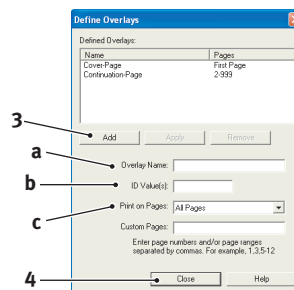 Define Overlays
Defined Overlays:
Name Pages
Cover-Page First Page
Continuation-Page 2-999
3
Add Apply Remove
a Overlay Name:
b ID Value(s):
c Print on Pages: All Pages
Custom Pages:
Enter page numbers and/or page ranges
separated by commas. For example, 1,3,5-12
4 Close Help